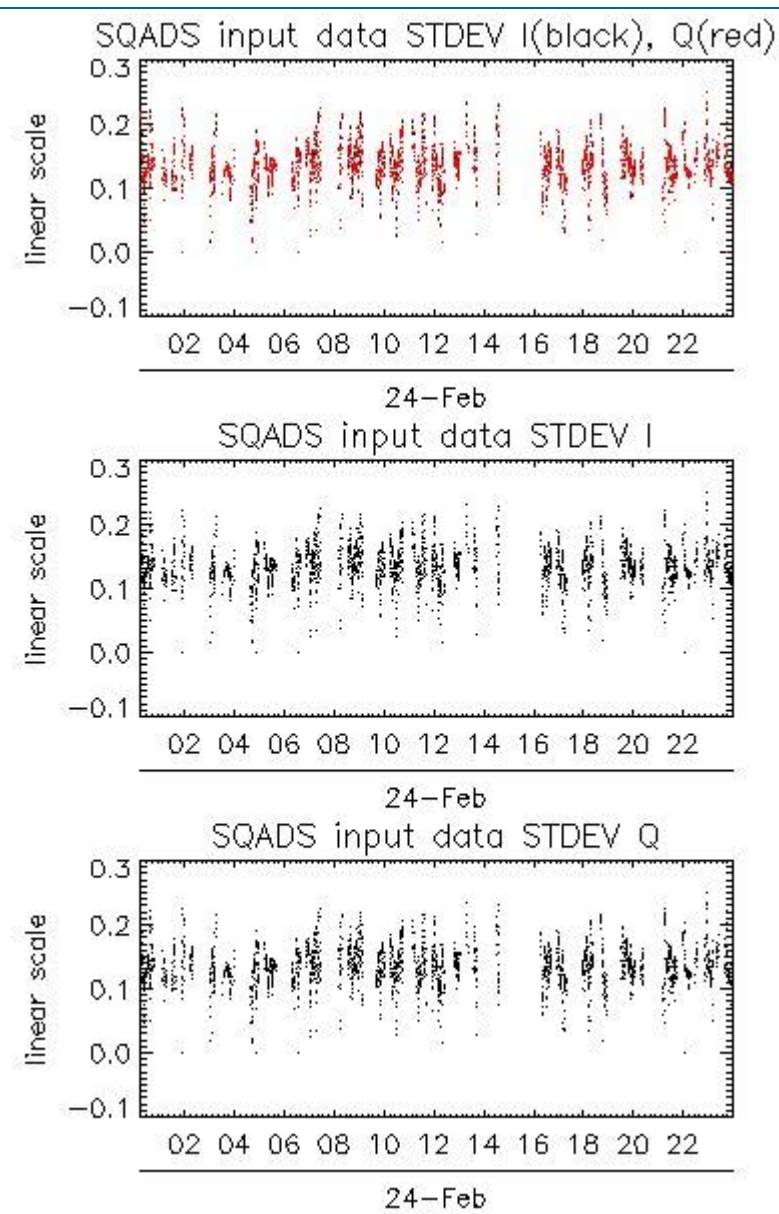 SQADS input data STDEV I(black), Q(red)
0.3
0.2
0.1
0.0
−0.1
linear scale
02 04 06 08 10 12 14 16 18 20 22
24−Feb
SQADS input data STDEV I
0.3
0.2
0.1
0.0
−0.1
linear scale
02 04 06 08 10 12 14 16 18 20 22
24−Feb
SQADS input data STDEV Q
0.3
0.2
0.1
0.0
−0.1
linear scale
02 04 06 08 10 12 14 16 18 20 22
24−Feb